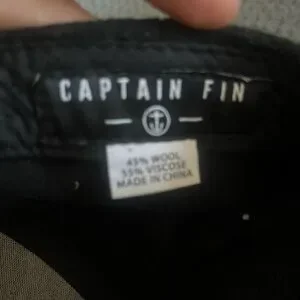 CAPTAIN FIN
45% WOOL
55% VISCOSE
MADE IN CHINA